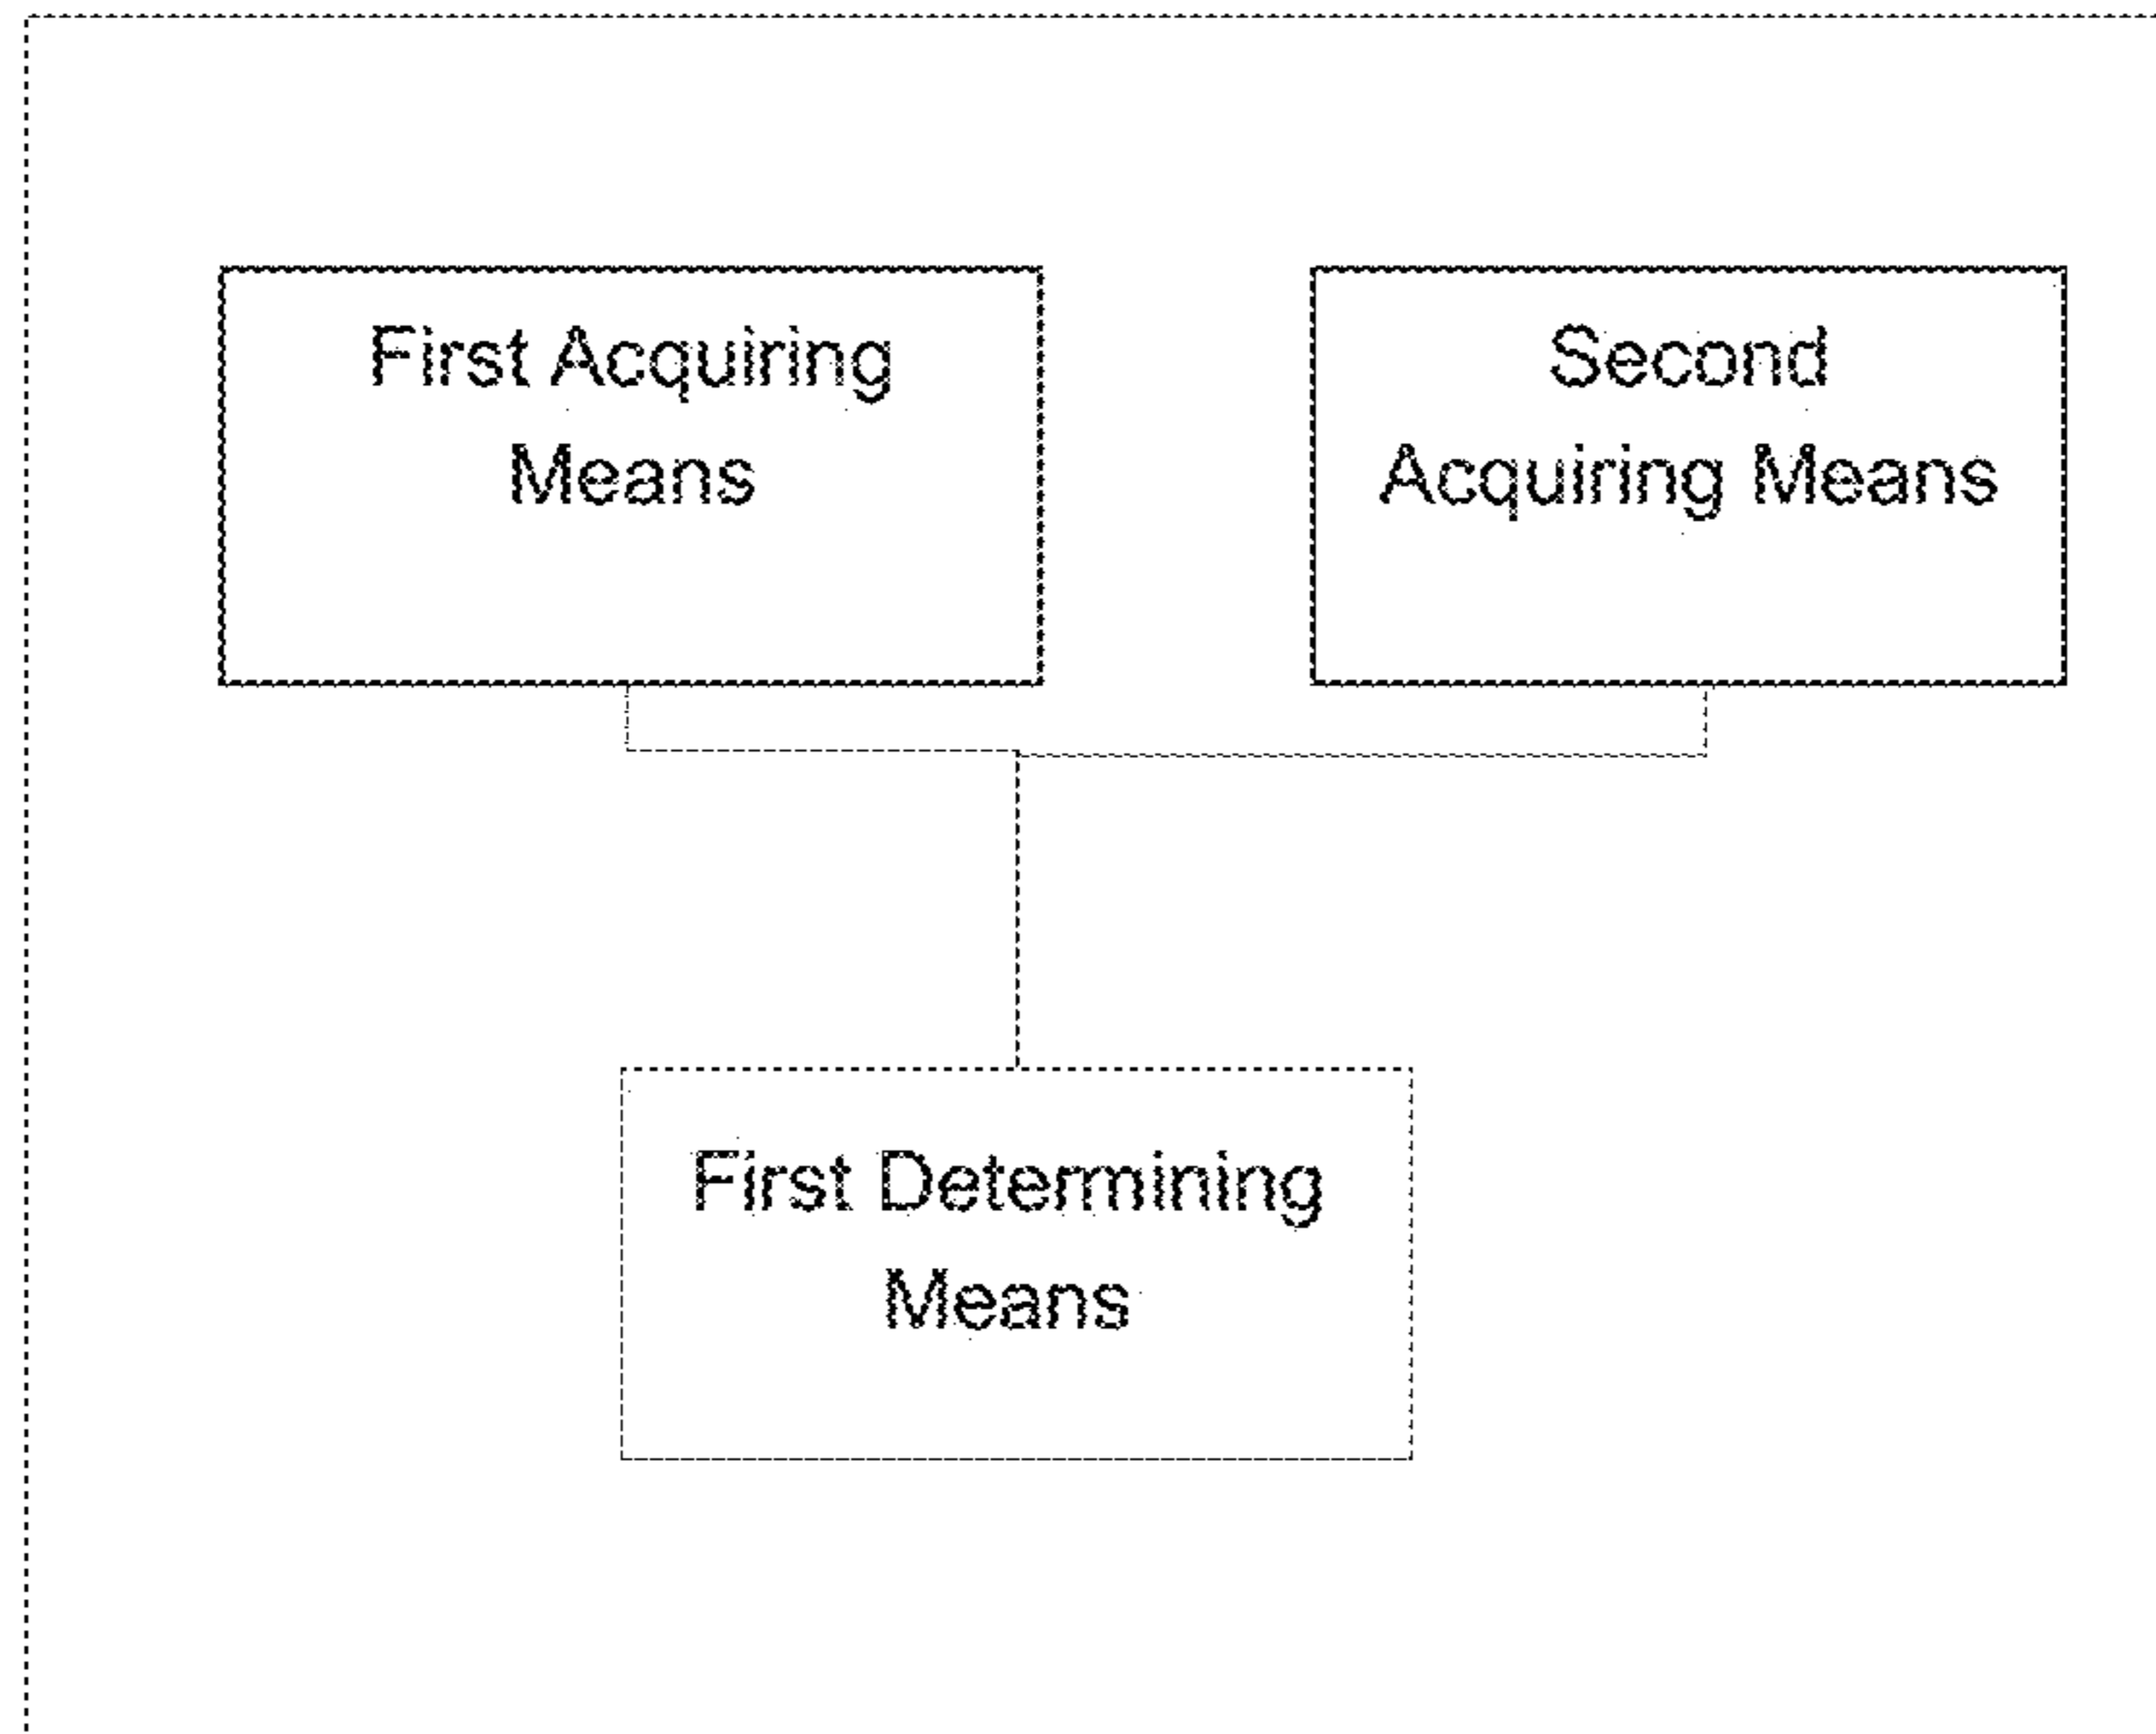 First Acquiring
Means
Second
Acquiring Means
First Determining
Means